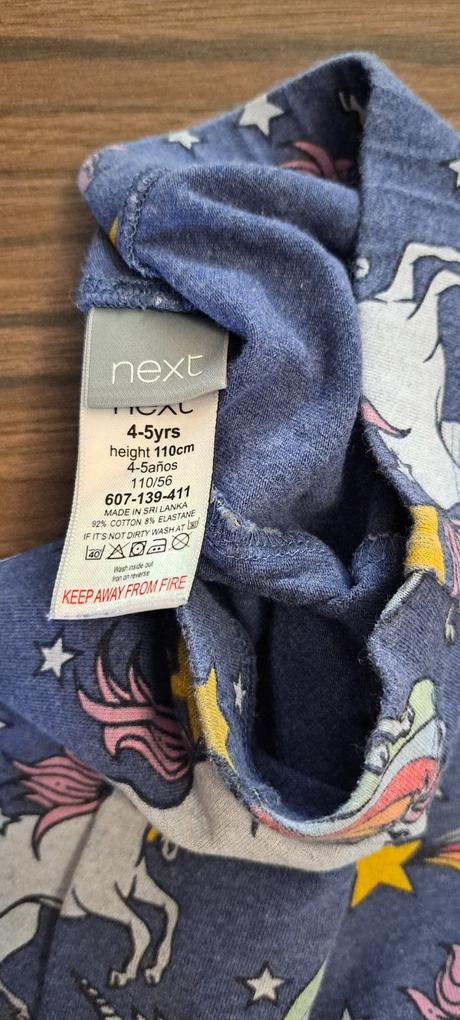 next
next
4-5yrs
height 110cm
4-5años
110/56
607-139-411
MADE IN SRI LANKA
92% COTTON 8% ELASTANE
IF IT'S NOT DIRTY WASH AT 30
40
Wash inside out
Iron on reverse
KEEP AWAY FROM FIRE